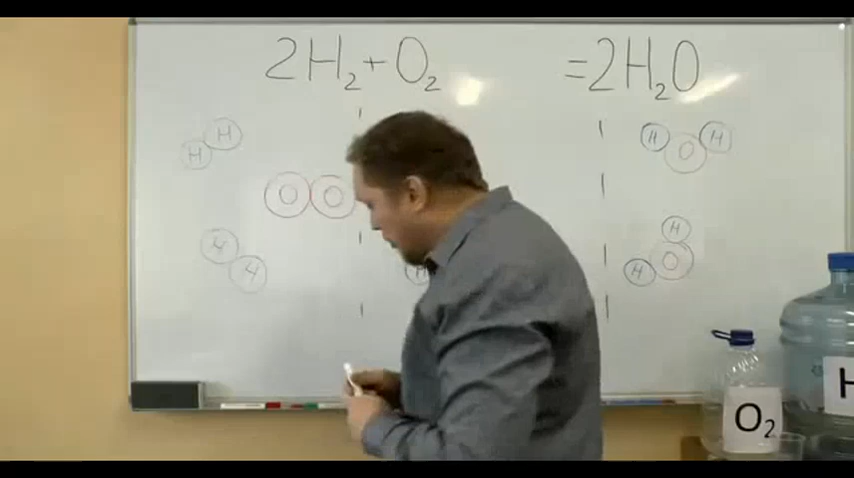 2H₂+O₂ =2H₂O
H H
H O H
O O
H
H
H
H O
H
O₂
H